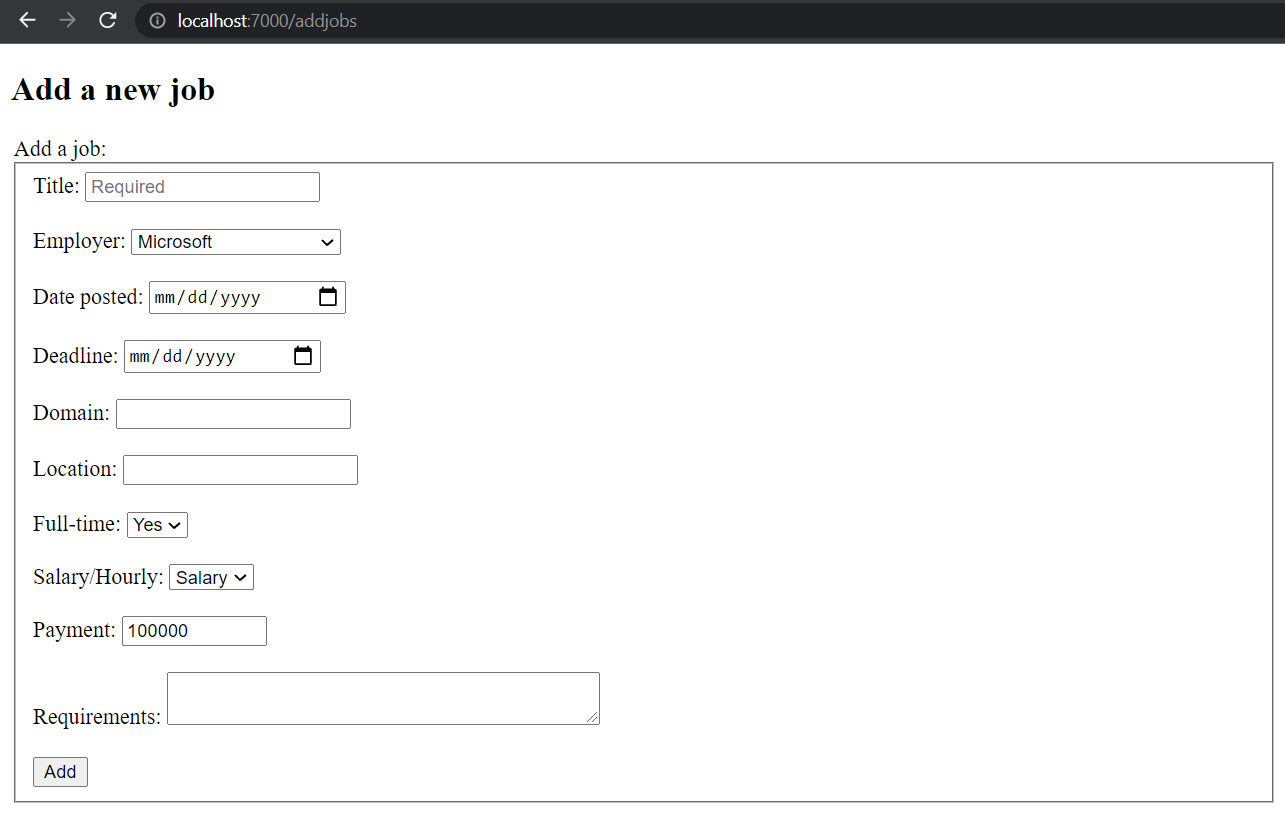 localhost:7000/addjobs
Add a new job
Add a job:
Title: Required
Employer: Microsoft
Date posted: mm/dd/yyyy
Deadline: mm/dd/yyyy
Domain:
Location:
Full-time: Yes
Salary/Hourly: Salary
Payment: 100000
Requirements:
Add